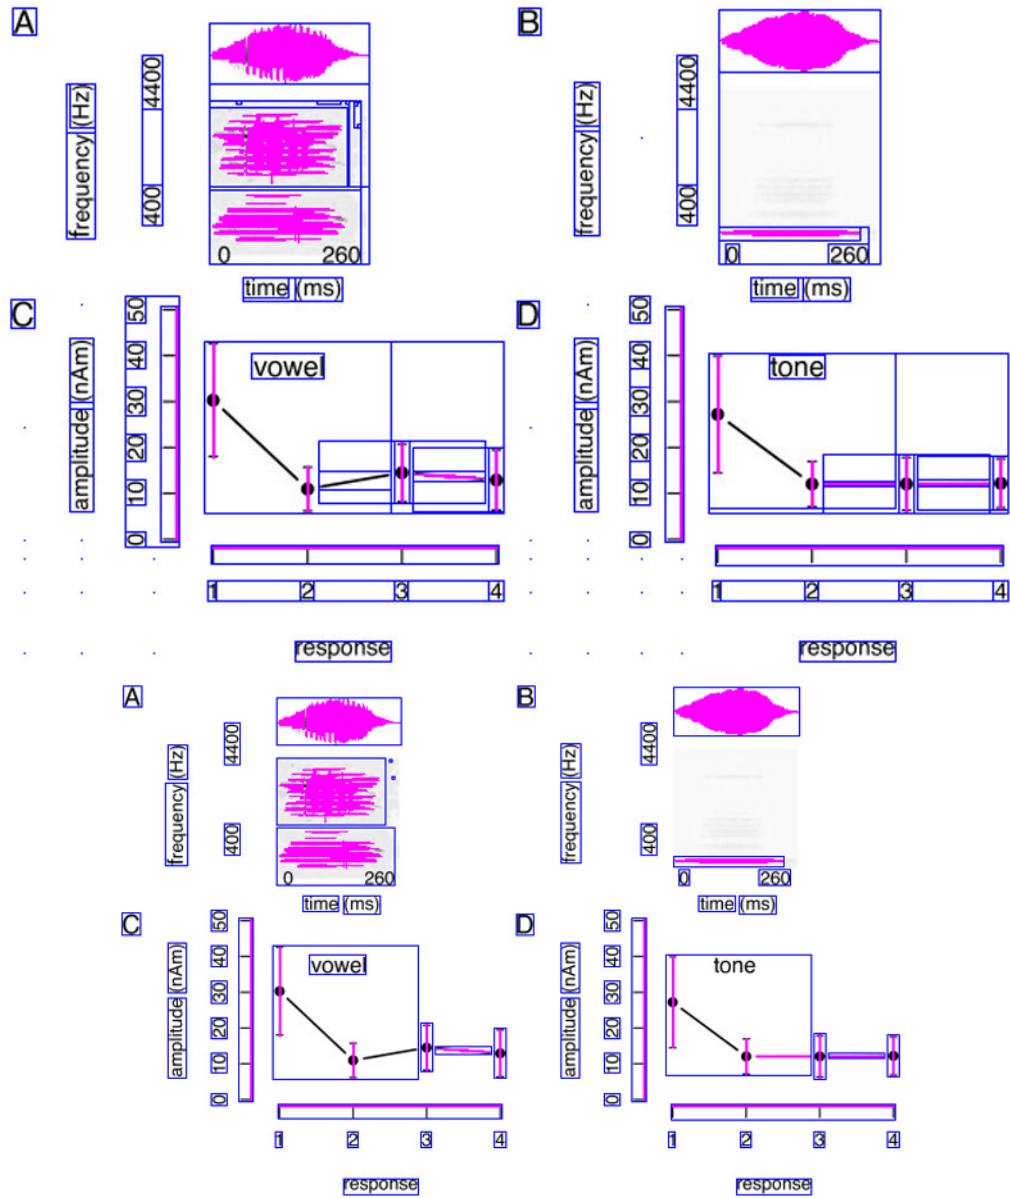 A
4400
frequency (Hz)
400
0 260
time (ms)
B
4400
frequency (Hz)
400
0 260
time (ms)
C
50
40
30
20
10
0
amplitude (nAm)
vowel
1 2 3 4
response
D
50
40
30
20
10
0
amplitude (nAm)
tone
1 2 3 4
response
A
4400
frequency (Hz)
400
0 260
time (ms)
B
4400
frequency (Hz)
400
0 260
time (ms)
C
50
40
30
20
10
0
amplitude (nAm)
vowel
1 2 3 4
response
D
50
40
30
20
10
0
amplitude (nAm)
tone
1 2 3 4
response